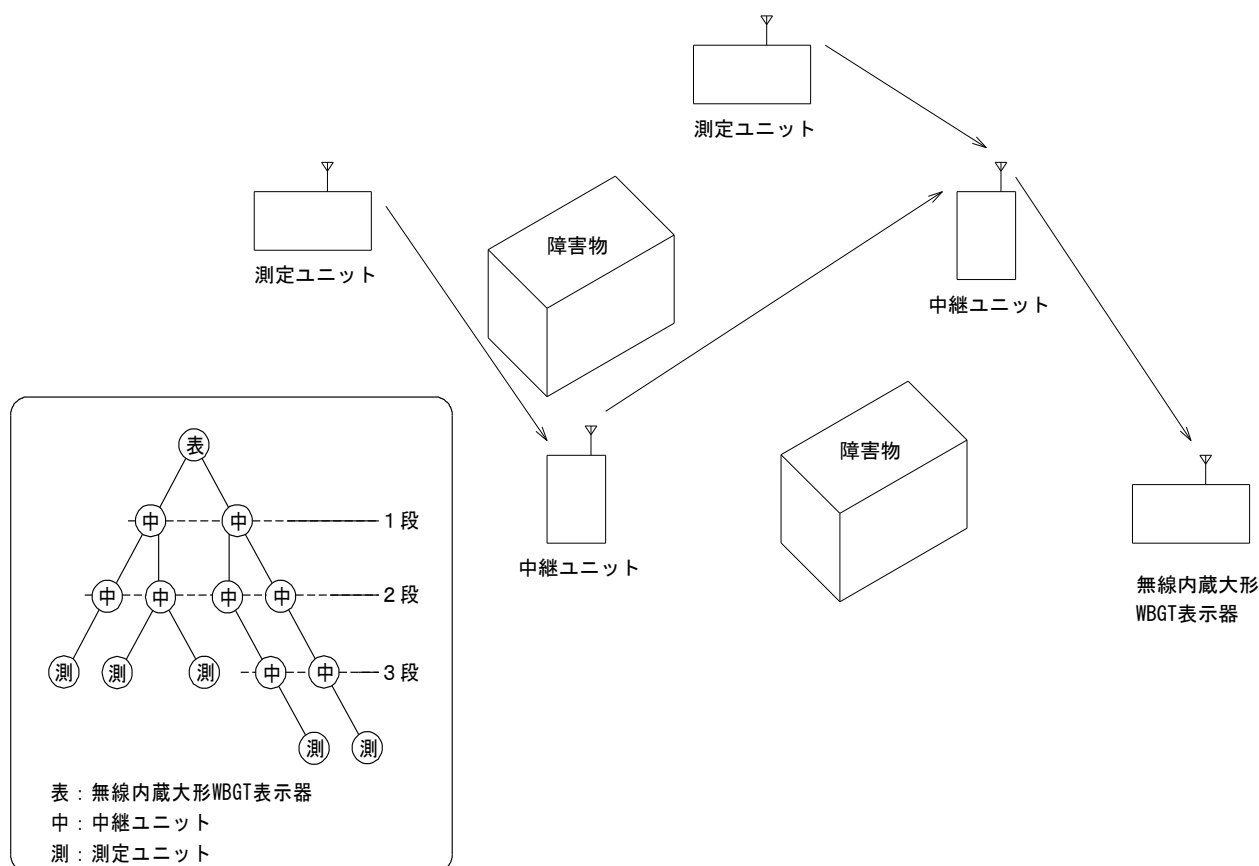 測定ユニット
測定ユニット
障害物
中継ユニット
障害物
中継ユニット
無線内蔵大形
WBGT表示器
表
中 中 1段
中 中 中 中 2段
測 測 測 中 中 3段
測 測
表：無線内蔵大形WBGT表示器
中：中継ユニット
測：測定ユニット